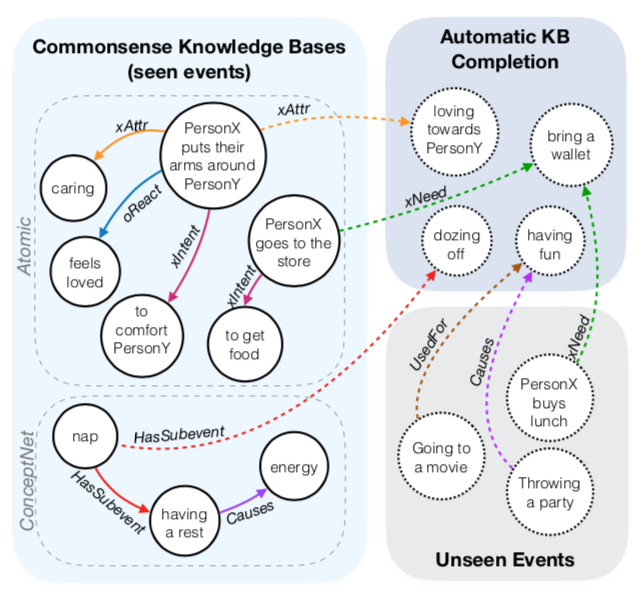 Commonsense Knowledge Bases
(seen events)
Atomic
PersonX
puts their
arms around
PersonY
xAttr
caring
oReact
feels
loved
xIntent
to
comfort
PersonY
PersonX
goes to the
store
xIntent
to get
food
xAttr
xNeed
ConceptNet
nap
HasSubevent
HasSubevent
having
a rest
Causes
energy
Automatic KB
Completion
loving
towards
PersonY
bring a
wallet
dozing
off
having
fun
UsedFor
Causes
xNeed
PersonX
buys
lunch
Going to
a movie
Throwing
a party
Unseen Events